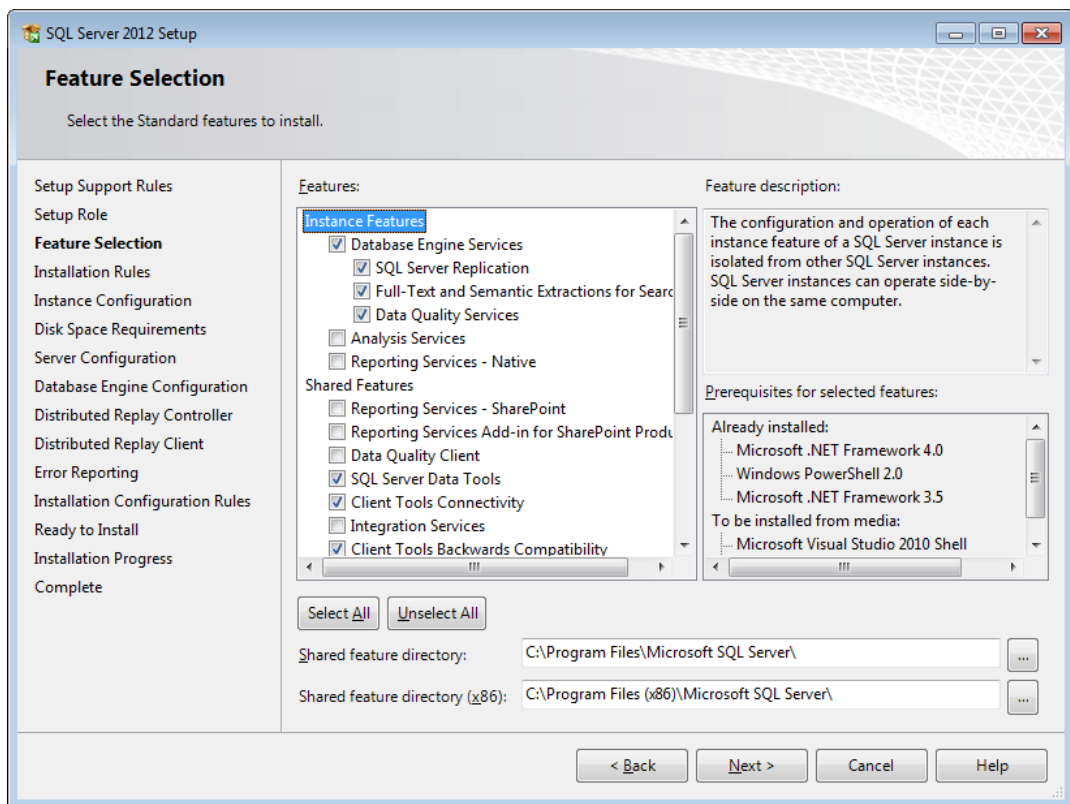 SQL Server 2012 Setup
Feature Selection
Select the Standard features to install.
Setup Support Rules
Setup Role
Feature Selection
Installation Rules
Instance Configuration
Disk Space Requirements
Server Configuration
Database Engine Configuration
Distributed Replay Controller
Distributed Replay Client
Error Reporting
Installation Configuration Rules
Ready to Install
Installation Progress
Complete
Features:
Instance Features
Database Engine Services
SQL Server Replication
Full-Text and Semantic Extractions for Searc
Data Quality Services
Analysis Services
Reporting Services - Native
Shared Features
Reporting Services - SharePoint
Reporting Services Add-in for SharePoint Produ
Data Quality Client
SQL Server Data Tools
Client Tools Connectivity
Integration Services
Client Tools Backwards Compatibility
Feature description:
The configuration and operation of each
instance feature of a SQL Server instance is
isolated from other SQL Server instances.
SQL Server instances can operate side-by-
side on the same computer.
Prerequisites for selected features:
Already installed:
Microsoft .NET Framework 4.0
Windows PowerShell 2.0
Microsoft .NET Framework 3.5
To be installed from media:
Microsoft Visual Studio 2010 Shell
Select All
Unselect All
Shared feature directory:
C:\Program Files\Microsoft SQL Server\
...
Shared feature directory (x86):
C:\Program Files (x86)\Microsoft SQL Server\
...
< Back
Next >
Cancel
Help